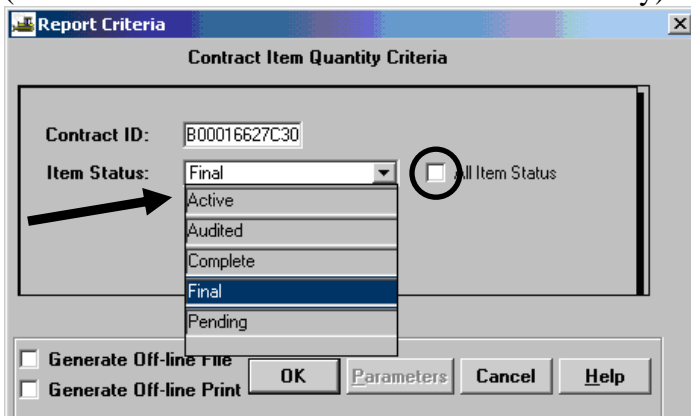 Report Criteria
Contract Item Quantity Criteria
Contract ID: B00016627C30
Item Status: Final All Item Status
Active
Audited
Complete
Final
Pending
Generate Off-line File
Generate Off-line Print OK Parameters Cancel Help